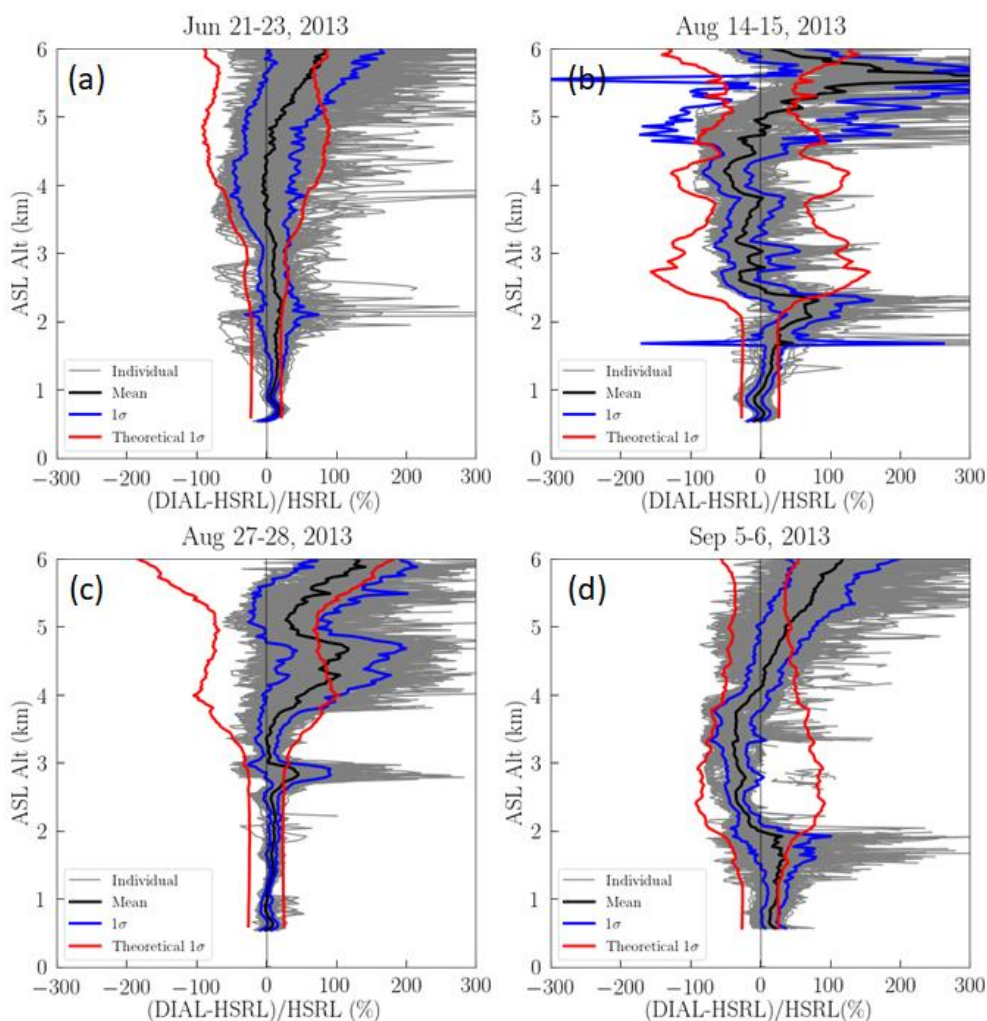 Jun 21-23, 2013
Aug 14-15, 2013
(a)
(b)
6
5
4
3
2
1
0
ASL Alt (km)
Individual
Mean
1σ
Theoretical 1σ
−300 −200 −100 0 100 200 300
(DIAL-HSRL)/HSRL (%)
6
5
4
3
2
1
0
ASL Alt (km)
Individual
Mean
1σ
Theoretical 1σ
−300 −200 −100 0 100 200 300
(DIAL-HSRL)/HSRL (%)
Aug 27-28, 2013
Sep 5-6, 2013
(c)
(d)
6
5
4
3
2
1
0
ASL Alt (km)
Individual
Mean
1σ
Theoretical 1σ
−300 −200 −100 0 100 200 300
(DIAL-HSRL)/HSRL (%)
6
5
4
3
2
1
0
ASL Alt (km)
Individual
Mean
1σ
Theoretical 1σ
−300 −200 −100 0 100 200 300
(DIAL-HSRL)/HSRL(%)